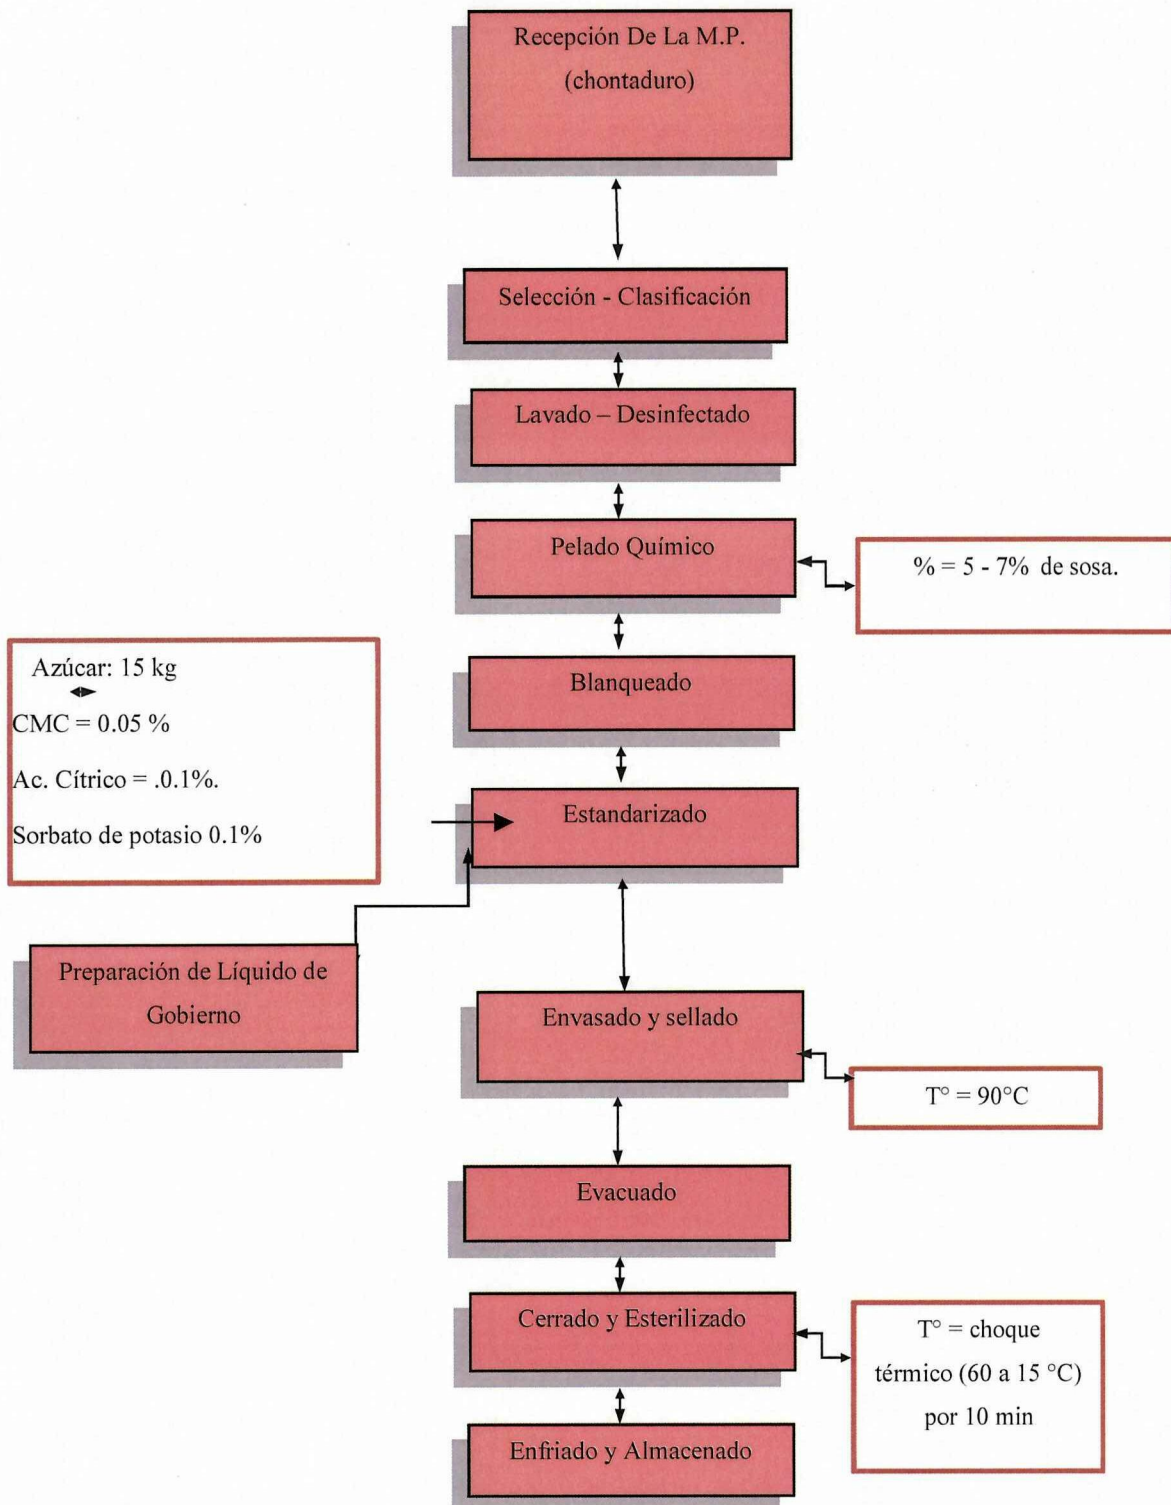 Recepción De La M.P.
(chontaduro)
Selección - Clasificación
Lavado – Desinfectado
Pelado Químico
% = 5 - 7% de sosa.
Blanqueado
Azúcar: 15 kg
CMC = 0.05 %
Ac. Cítrico = .0.1%.
Sorbato de potasio 0.1%
Estandarizado
Preparación de Líquido de
Gobierno
Envasado y sellado
T° = 90°C
Evacuado
Cerrado y Esterilizado
T° = choque
térmico (60 a 15 °C)
por 10 min
Enfriado y Almacenado